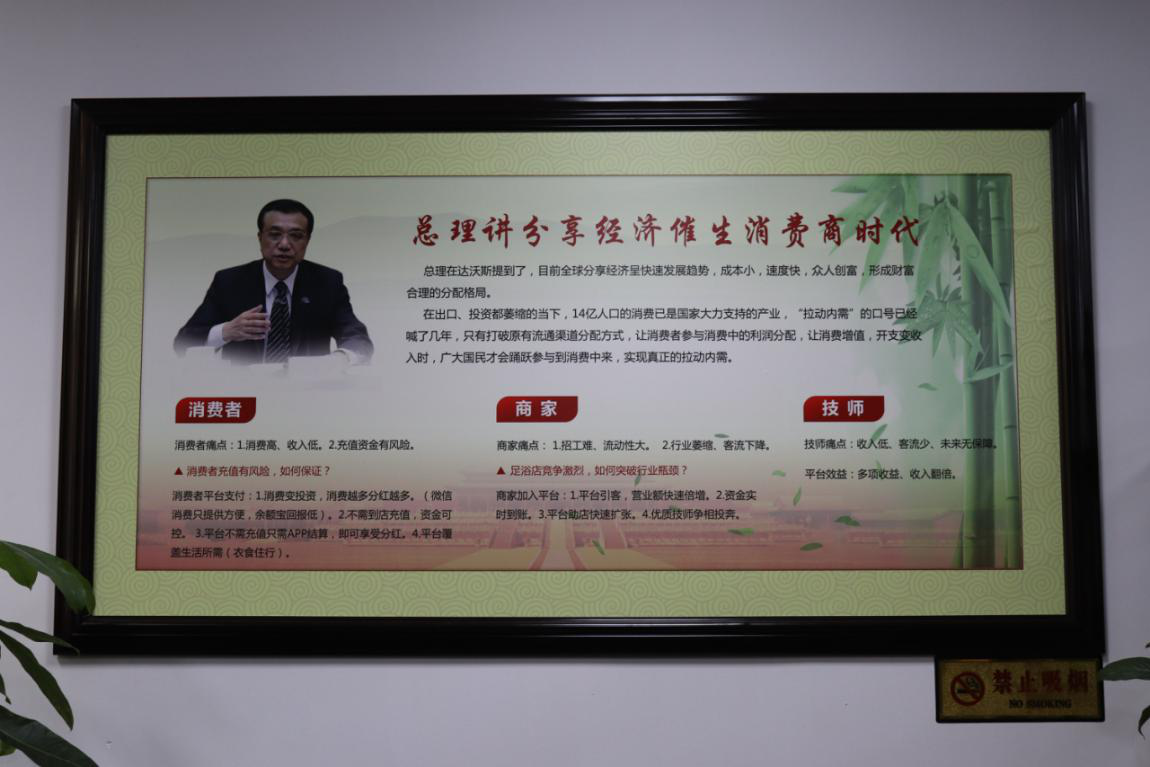 总理讲分享经济催生消费商时代
总理在达沃斯提到了，目前全球分享经济呈快速发展趋势，成本小，速度快，众人创富，形成财富
合理的分配格局。
在出口、投资都萎缩的当下，14亿人口的消费已是国家大力支持的产业，“拉动内需”的口号已经
喊了几年，只有打破原有流通渠道分配方式，让消费者参与消费中的利润分配，让消费增值，开支变收
入时，广大国民才会踊跃参与到消费中来，实现真正的拉动内需。
消费者
消费者痛点：1.消费高、收入低。2.充值资金有风险。
▲ 消费者充值有风险，如何保证？
消费者平台支付：1.消费变投资，消费越多分红越多。（微信
消费只提供方便，余额宝回报低）。2.不需到店充值，资金可
控。 3.平台不需充值只需APP结算，即可享受分红。4.平台覆
盖生活所需（衣食住行）。
商家
商家痛点： 1.招工难、流动性大。 2.行业萎缩、客流下降。
▲ 足浴店竞争激烈，如何突破行业瓶颈？
商家加入平台：1.平台引客，营业额快速倍增。2.资金实
时到账。3.平台助店快速扩张。4.优质技师争相投奔。
技师
技师痛点：收入低、客流少、未来无保障。
平台效益：多项收益、收入翻倍。
禁止吸烟
NO SMOKING